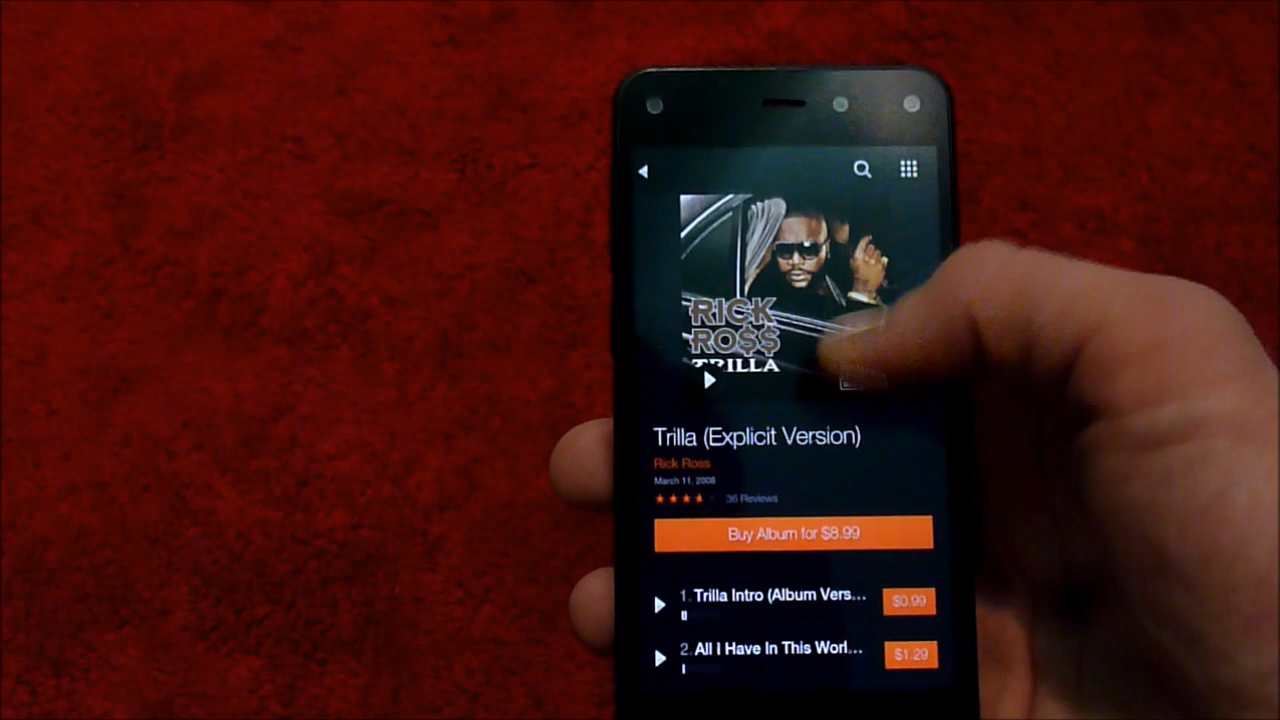 RICK
RO$$
TRILLA
Trilla (Explicit Version)
Rick Ross
March 11, 2008
36 Reviews
Buy Album for $8.99
1. Trilla Intro (Album Vers...
$0.99
2. All I Have In This Worl...
$1.29